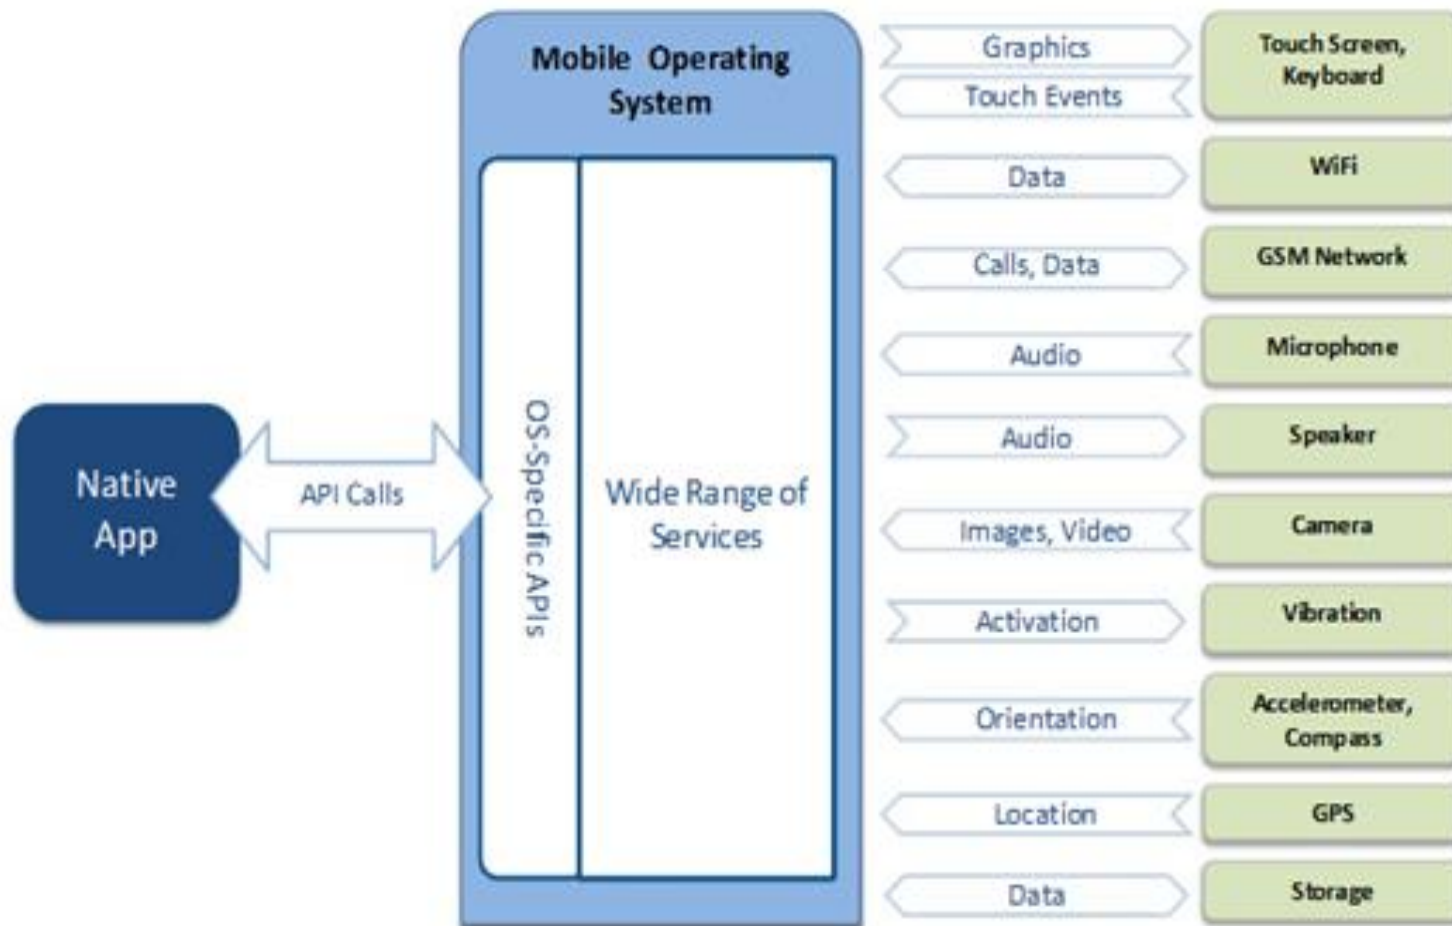 Mobile Operating
System
Native
App
API Calls
OS-Specific APIs
Wide Range of
Services
Graphics
Touch Events
Touch Screen,
Keyboard
Data
WiFi
Calls, Data
GSM Network
Audio
Microphone
Audio
Speaker
Images, Video
Camera
Activation
Vibration
Orientation
Accelerometer,
Compass
Location
GPS
Data
Storage